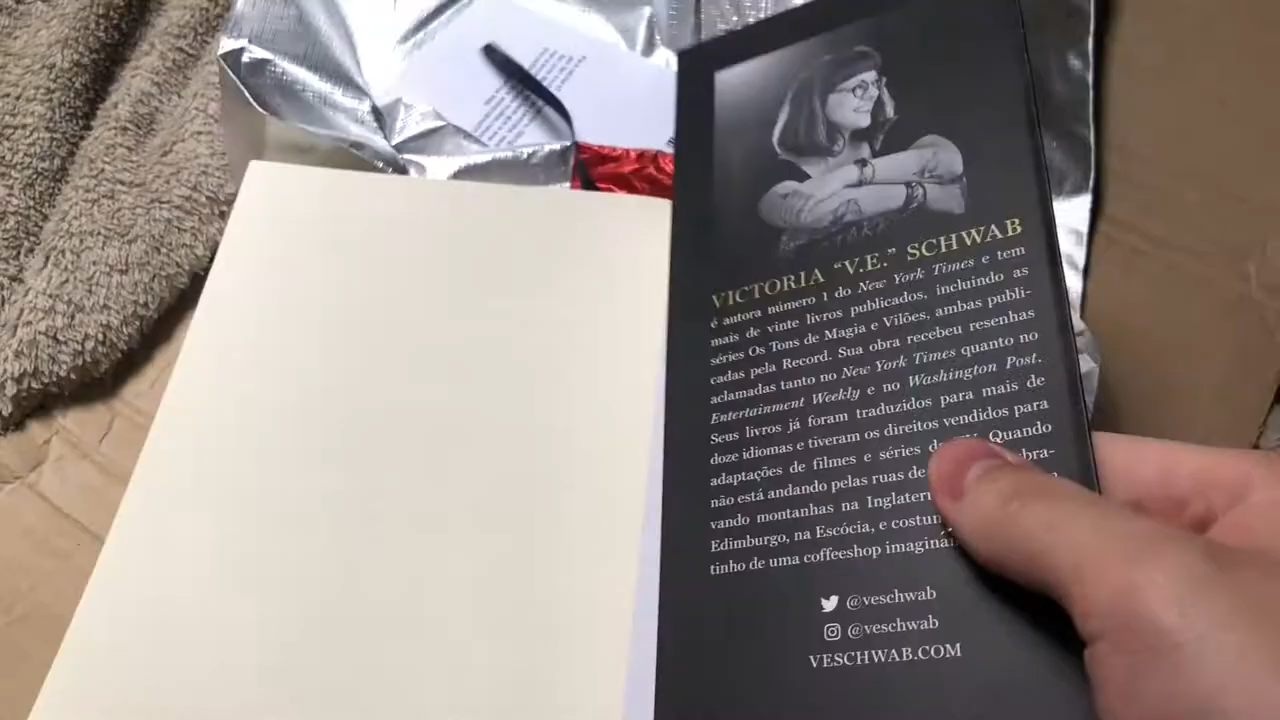 VICTORIA “V.E.” SCHWAB
é autora número 1 do New York Times e tem
mais de vinte livros publicados, incluindo as
séries Os Tons de Magia e Vilões, ambas publi-
cadas pela Record. Sua obra recebeu resenhas
aclamadas tanto no New York Times quanto no
Entertainment Weekly e no Washington Post.
Seus livros já foram traduzidos para mais de
doze idiomas e tiveram os direitos vendidos para
adaptações de filmes e séries de TV. Quando
não está andando pelas ruas de
vando montanhas na
Edimburgo, na Escócia, e
tinho de uma coffeeshop
@veschwab
@veschwab
VESCHWAB.COM